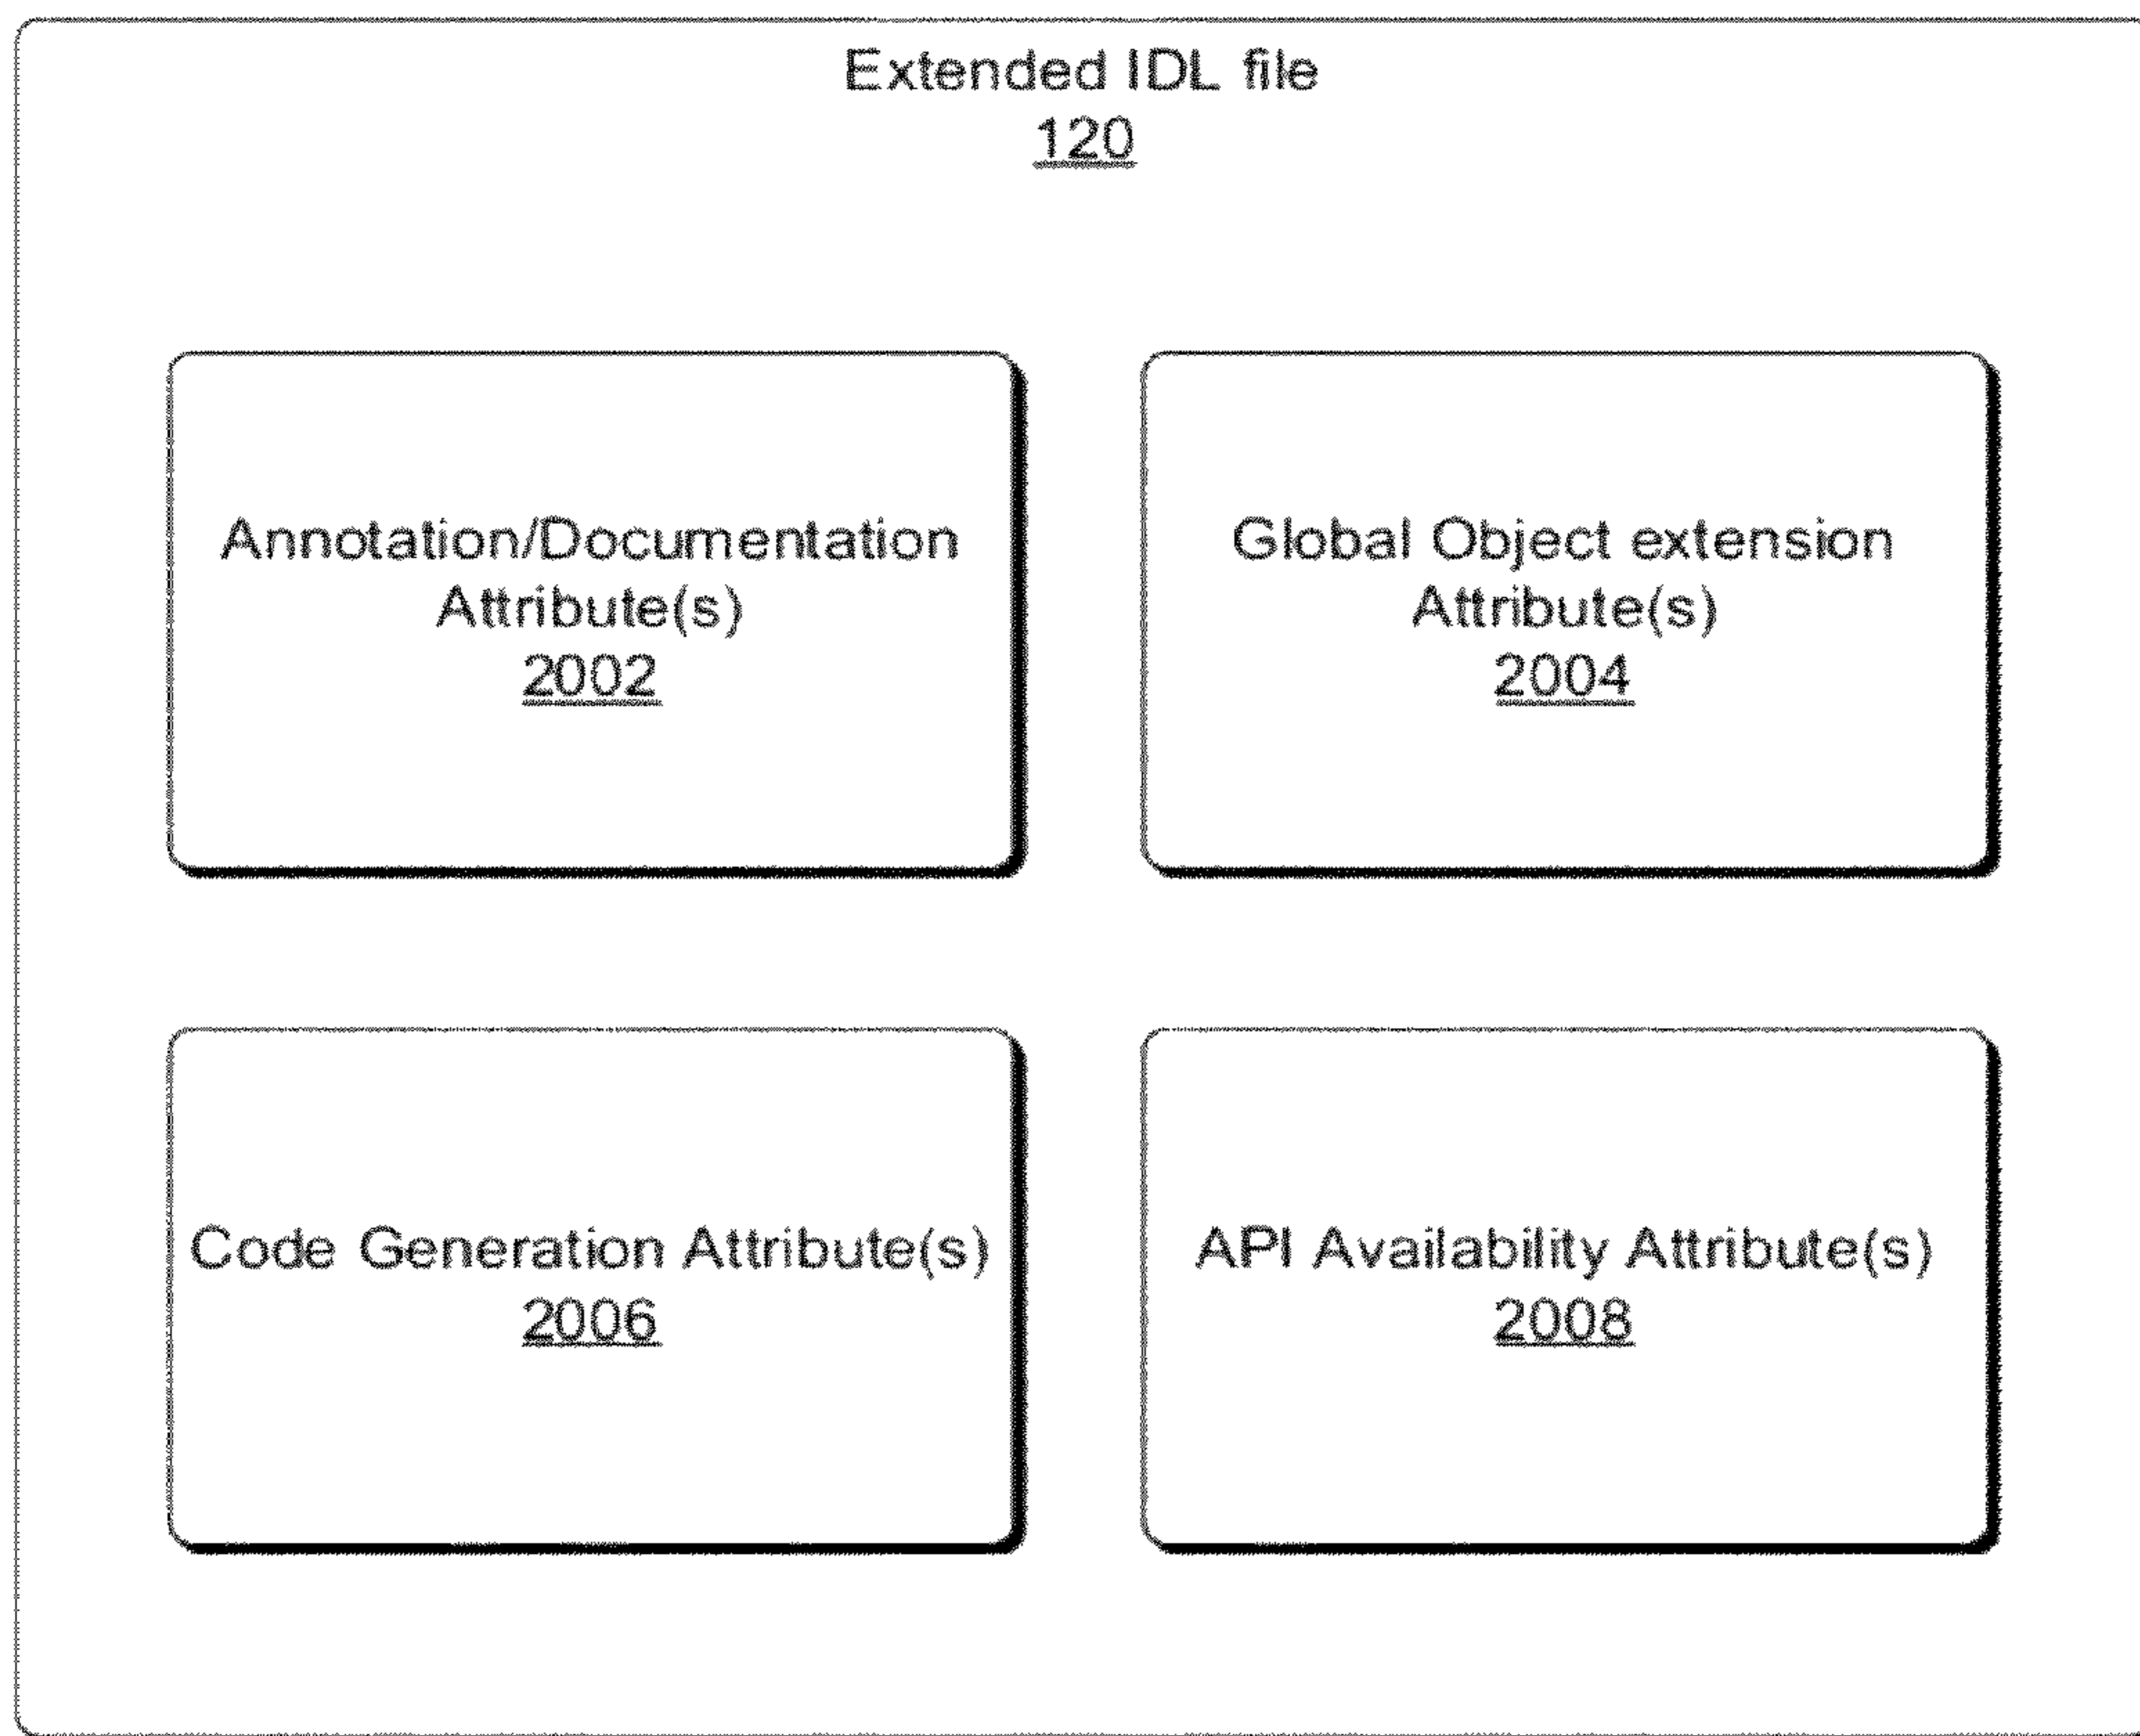 Extended IDL file
120
Annotation/Documentation
Attribute(s)
2002
Global Object extension
Attribute(s)
2004
Code Generation Attribute(s)
2006
API Availability Attribute(s)
2008